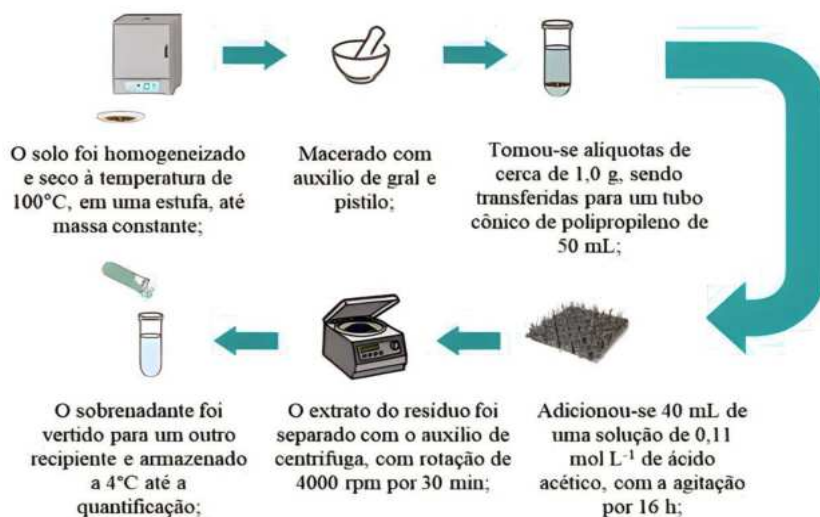 O solo foi homogeneizado
e seco à temperatura de
100°C, em uma estufa, até
massa constante;
Macerado com
auxílio de gral e
pistilo;
Tomou-se alíquotas de
cerca de 1,0 g, sendo
transferidas para um tubo
cônico de polipropileno de
50 mL;
Adicionou-se 40 mL de
uma solução de 0,11
mol L⁻¹ de ácido
acético, com a agitação
por 16 h;
O extrato do resíduo foi
separado com o auxílio de
centrífuga, com rotação de
4000 rpm por 30 min;
O sobrenadante foi
vertido para um outro
recipiente e armazenado
a 4°C até a
quantificação;